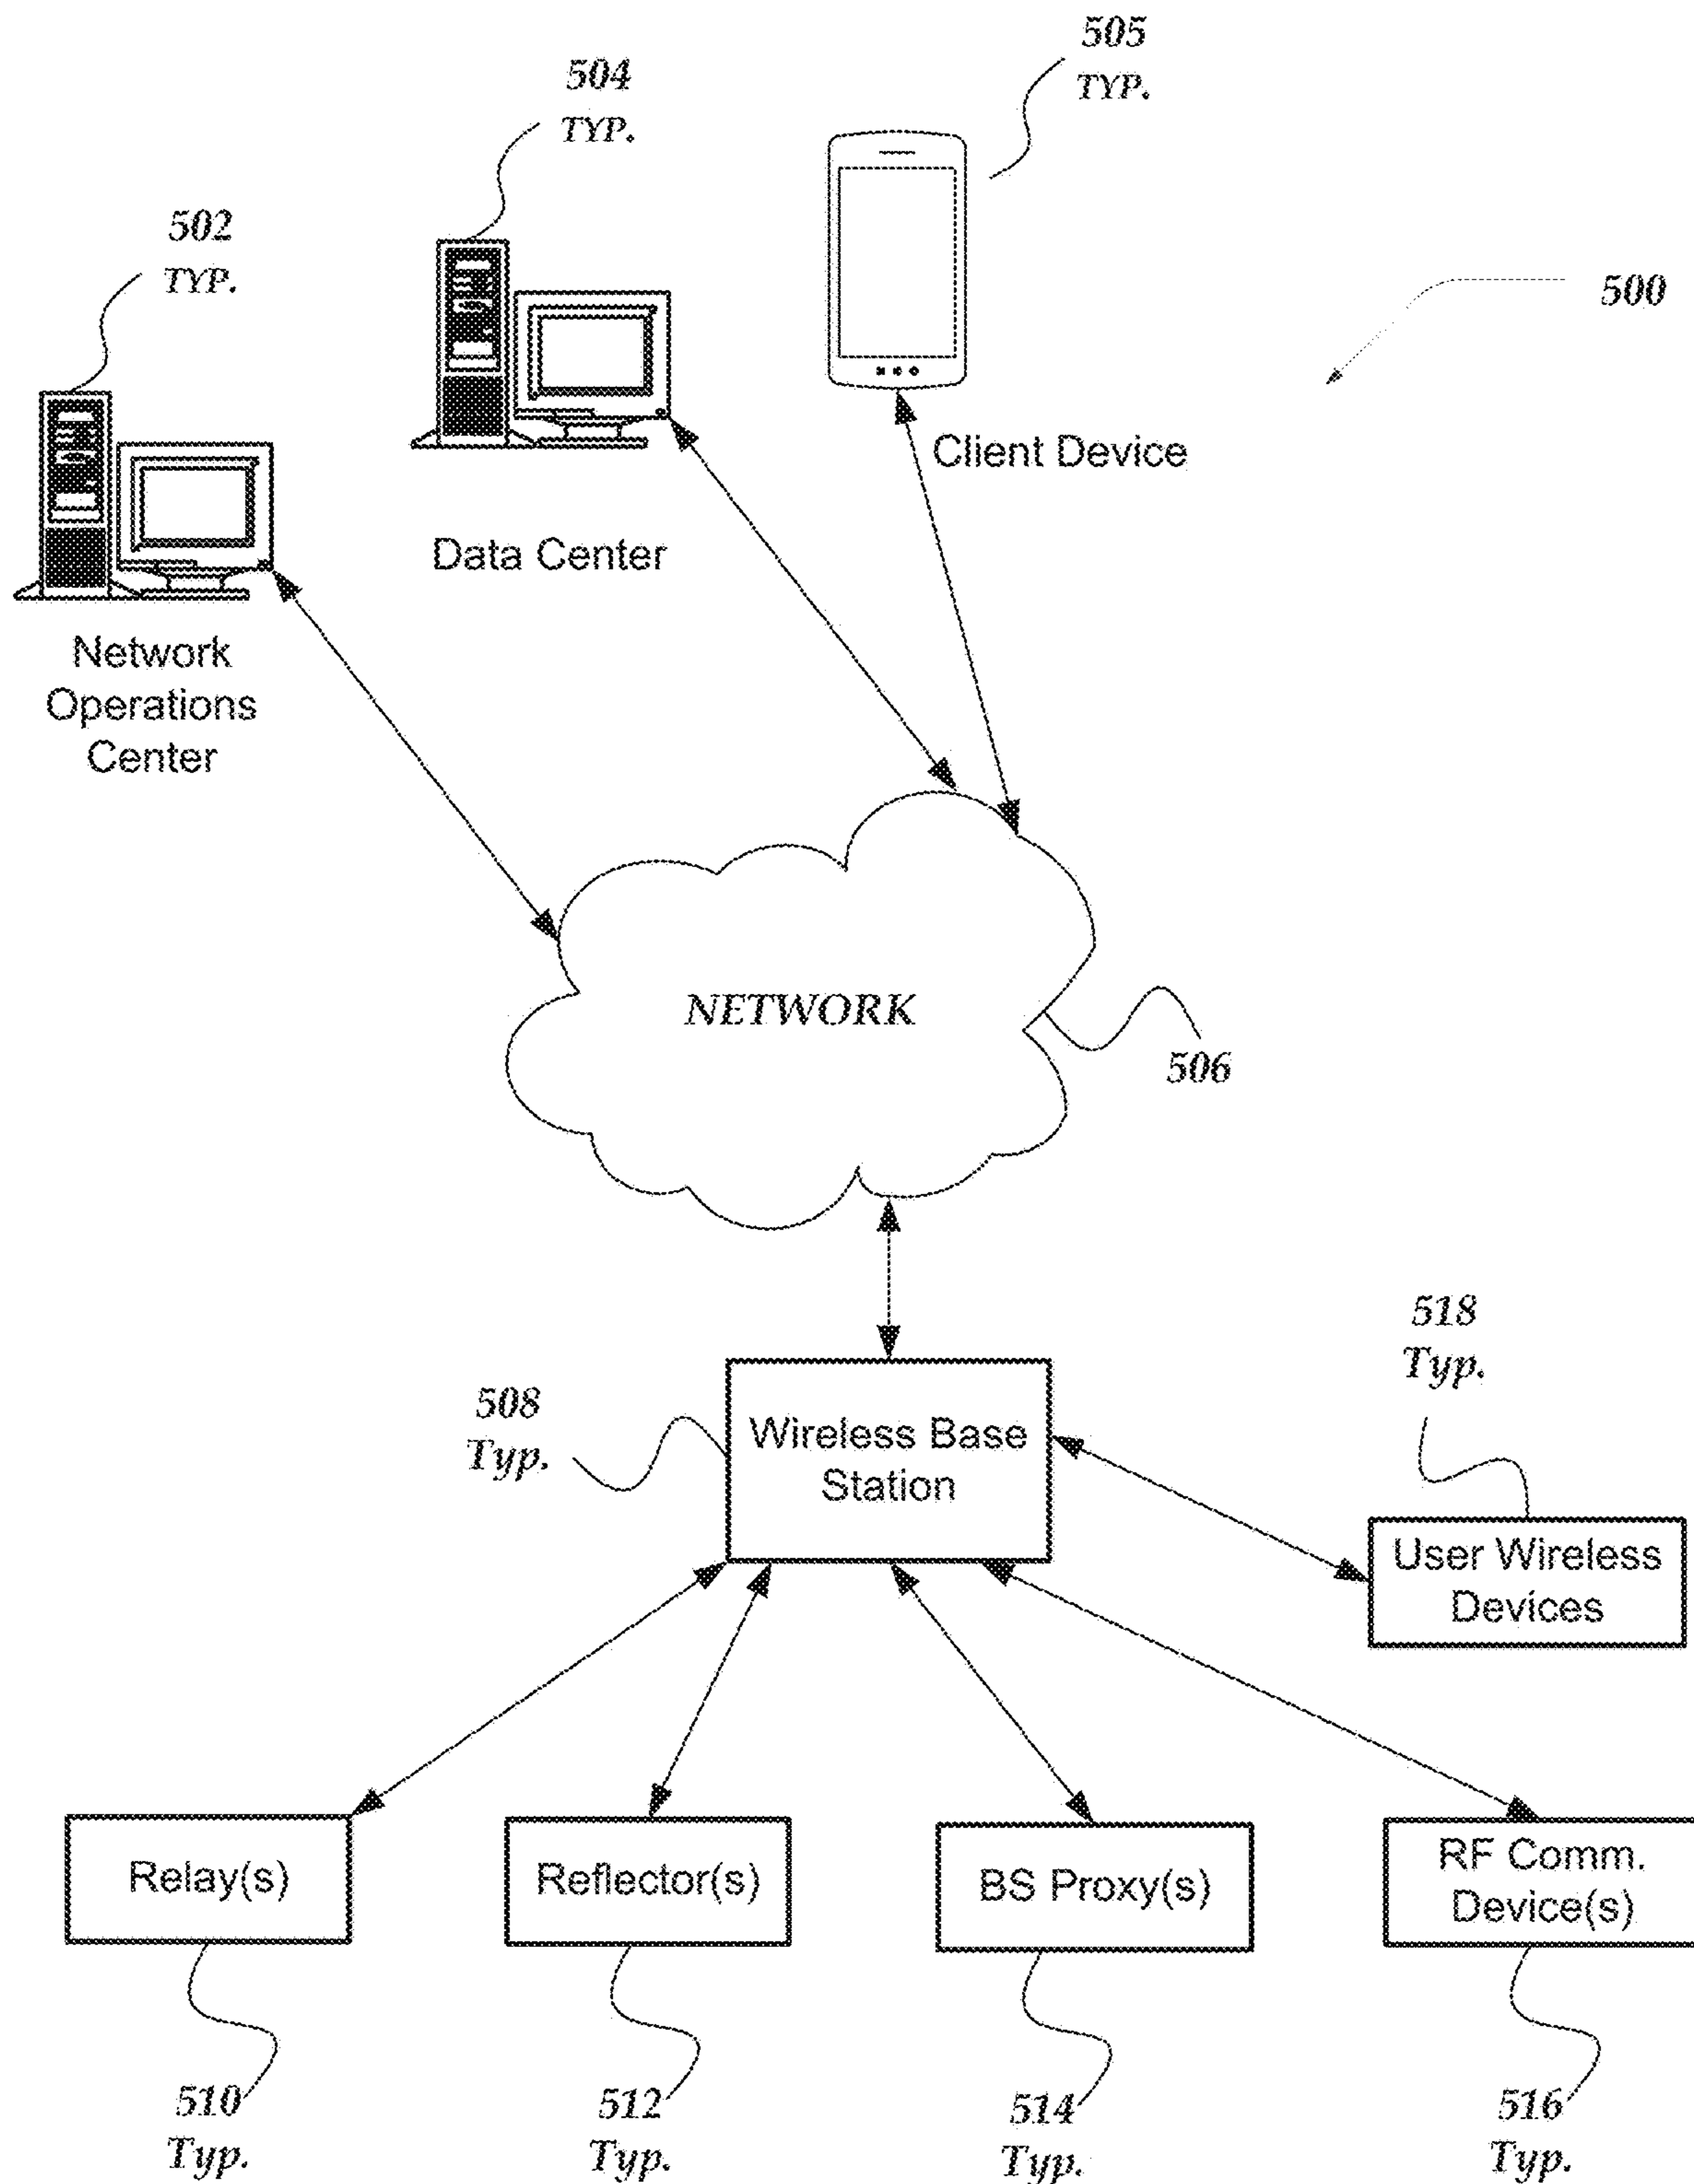 505
TYP.
504
TYP.
502
TYP.
500
Client Device
Data Center
Network
Operations
Center
NETWORK
506
518
Typ.
508
Typ.
Wireless Base
Station
User Wireless
Devices
Relay(s)
Reflector(s)
BS Proxy(s)
RF Comm.
Device(s)
510
Typ.
512
Typ.
514
Typ.
516
Typ.